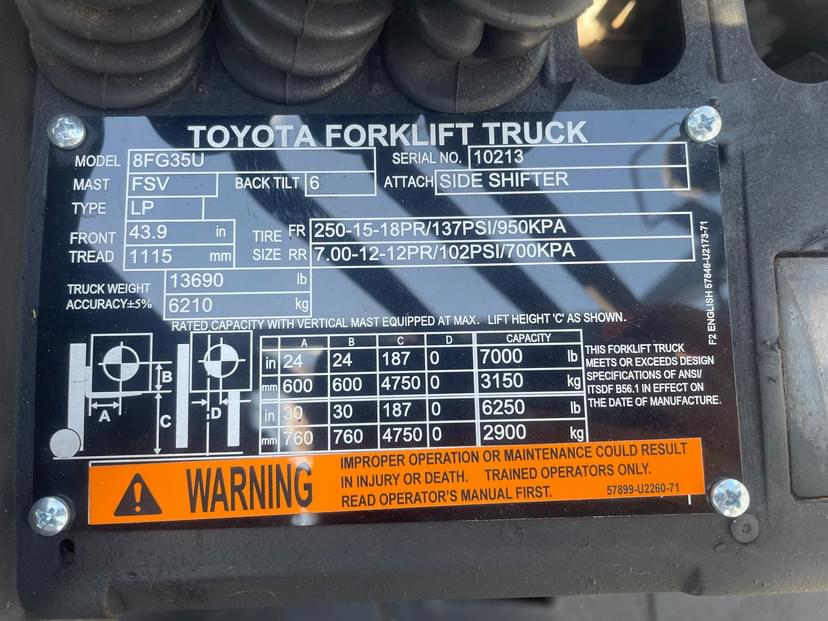 TOYOTA FORKLIFT TRUCK
MODEL 8FG35U SERIAL NO. 10213
MAST FSV BACK TILT 6 ATTACH SIDE SHIFTER
TYPE LP
FRONT 43.9 in TIRE FR 250-15-18PR/137PSI/950KPA
TREAD 1115 mm SIZE RR 7.00-12-12PR/102PSI/700KPA
TRUCK WEIGHT 13690 lb
ACCURACY±5% 6210 kg
RATED CAPACITY WITH VERTICAL MAST EQUIPED AT MAX. LIFT HEIGHT 'C' AS SHOWN.
A B C D CAPACITY
in 24 24 187 0 7000 lb
mm 600 600 4750 0 3150 kg
in 30 30 187 0 6250 lb
mm 760 760 4750 0 2900 kg
A B C D
THIS FORKLIFT TRUCK
MEETS OR EXCEEDS DESIGN
SPECIFICATIONS OF ANSI/
ITSDF B56.1 IN EFFECT ON
THE DATE OF MANUFACTURE.
F2 ENGLISH 57846-U2173-71
WARNING
IMPROPER OPERATION OR MAINTENANCE COULD RESULT
IN INJURY OR DEATH. TRAINED OPERATORS ONLY.
READ OPERATOR'S MANUAL FIRST. 57899-U2260-71